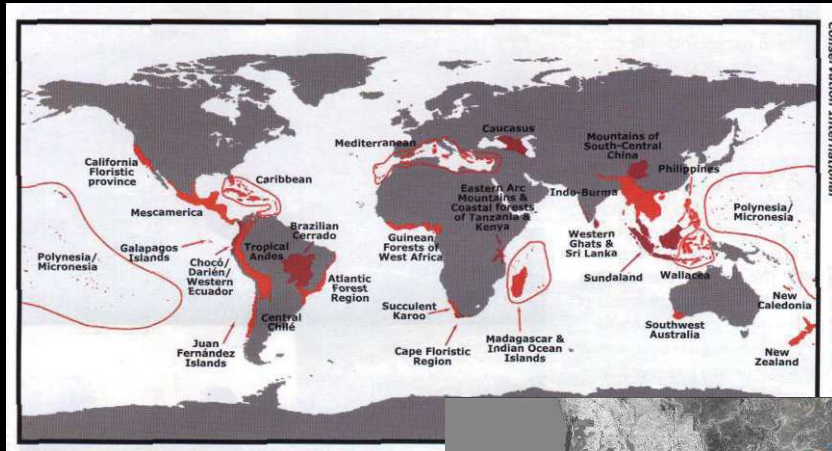 California
Floristic
province
Mescamerica
Caribbean
Galapagos
Islands
Polynesia/
Micronesia
Chocó/
Darién/
Western
Ecuador
Tropical
Andes
Brazilian
Cerrado
Atlantic
Forest
Region
Central
Chilé
Juan
Fernández
Islands
Mediterranean
Caucasus
Eastern Arc
Mountains &
Coastal forests
of Tanzania &
Kenya
Guinean
Forests of
West Africa
Succulent
Karoo
Cape Floristic
Region
Madagascar &
Indian Ocean
Islands
Mountains of
South-Central
China
Philippines
Indo-Burma
Western
Ghats &
Sri Lanka
Sundaland
Wallacea
Polynesia/
Micronesia
Southwest
Australia
New
Caledonia
New
Zealand